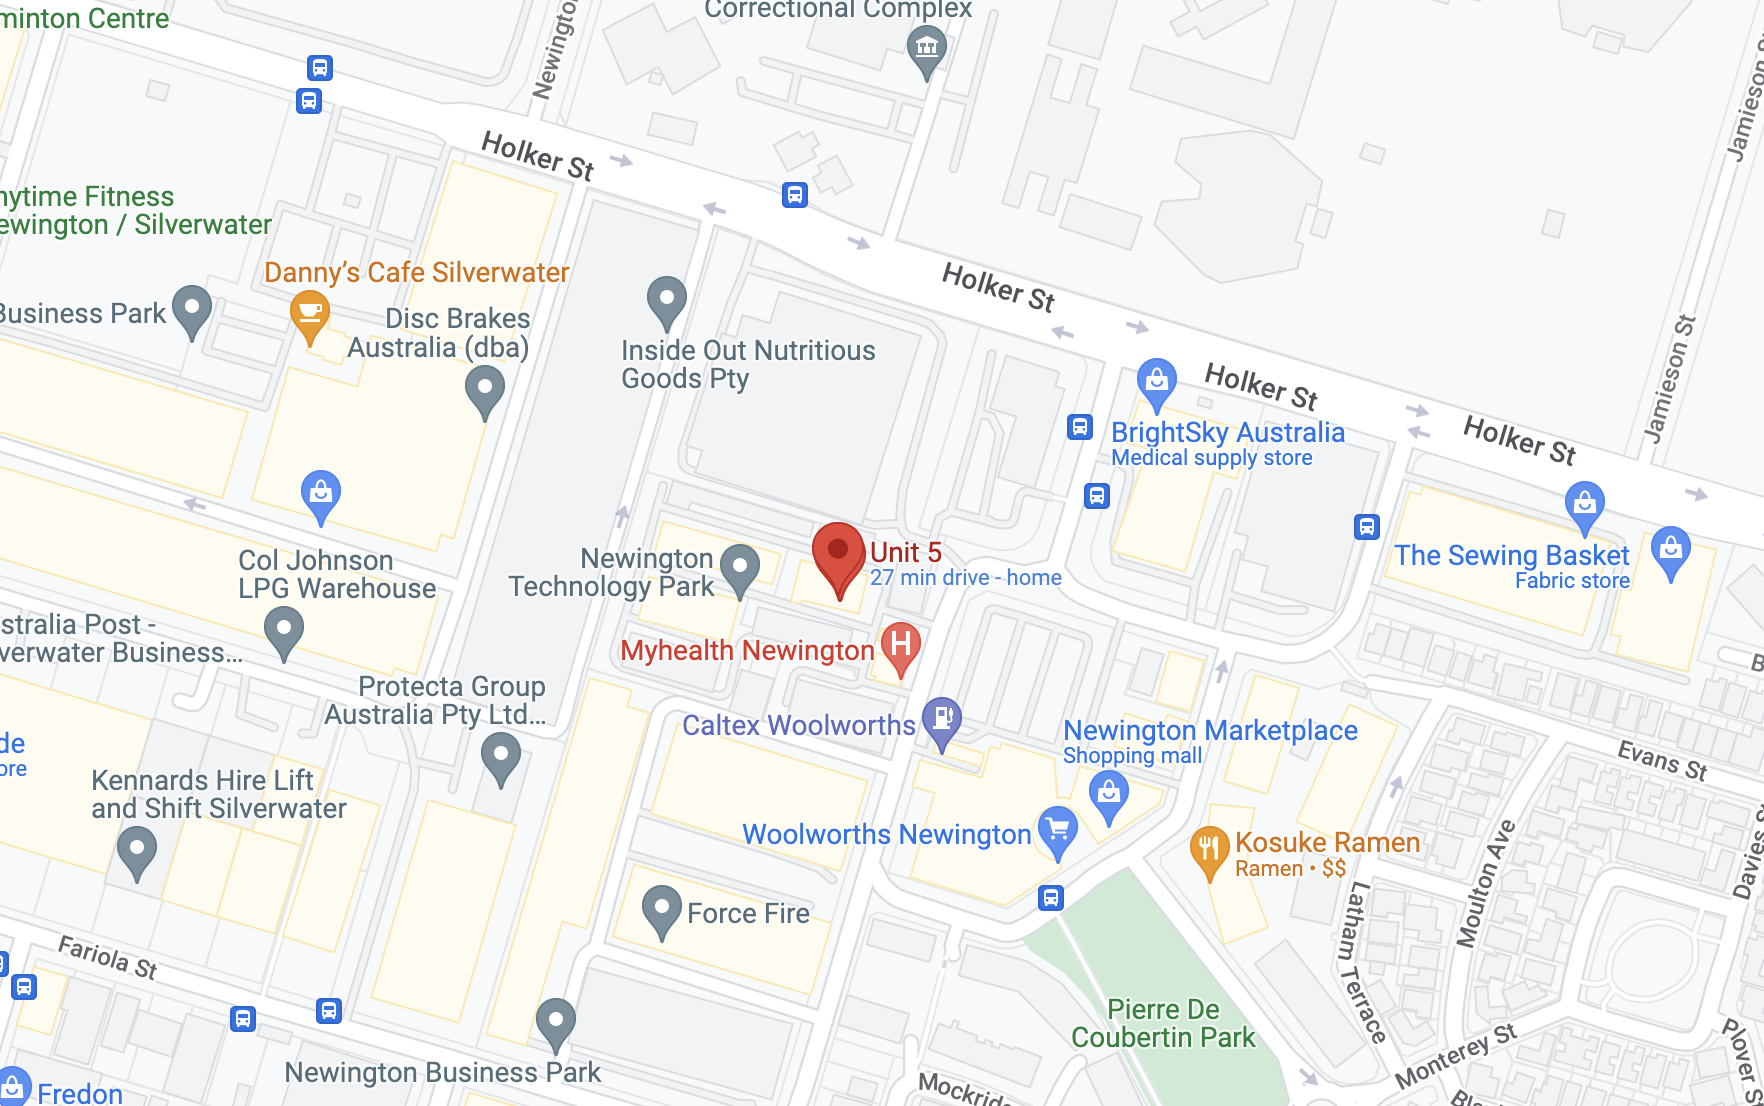 minton Centre
Correctional Complex
Newington
Jamieson St
Holker St
nytime Fitness
ewington / Silverwater
Danny's Cafe Silverwater
Business Park
Disc Brakes
Australia (dba)
Inside Out Nutritious
Goods Pty
Holker St
Holker St
Holker St
Jamieson St
BrightSky Australia
Medical supply store
The Sewing Basket
Fabric store
Col Johnson
LPG Warehouse
Newington
Technology Park
Unit 5
27 min drive - home
stralia Post -
verwater Business...
Myhealth Newington
H
Protecta Group
Australia Pty Ltd...
Caltex Woolworths
Newington Marketplace
Shopping mall
Evans St
de
ore
Kennards Hire Lift
and Shift Silverwater
Woolworths Newington
Kosuke Ramen
Ramen • $$
Moulton Ave
Davies S
Latham Terrace
Force Fire
Fariola St
Pierre De
Coubertin Park
Monterey St
Plover S
Newington Business Park
Mockrid
Fredon